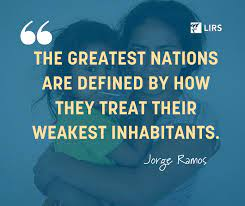 LIRS
“
THE GREATEST NATIONS
ARE DEFINED BY HOW
THEY TREAT THEIR
WEAKEST INHABITANTS.
Jorge Ramos